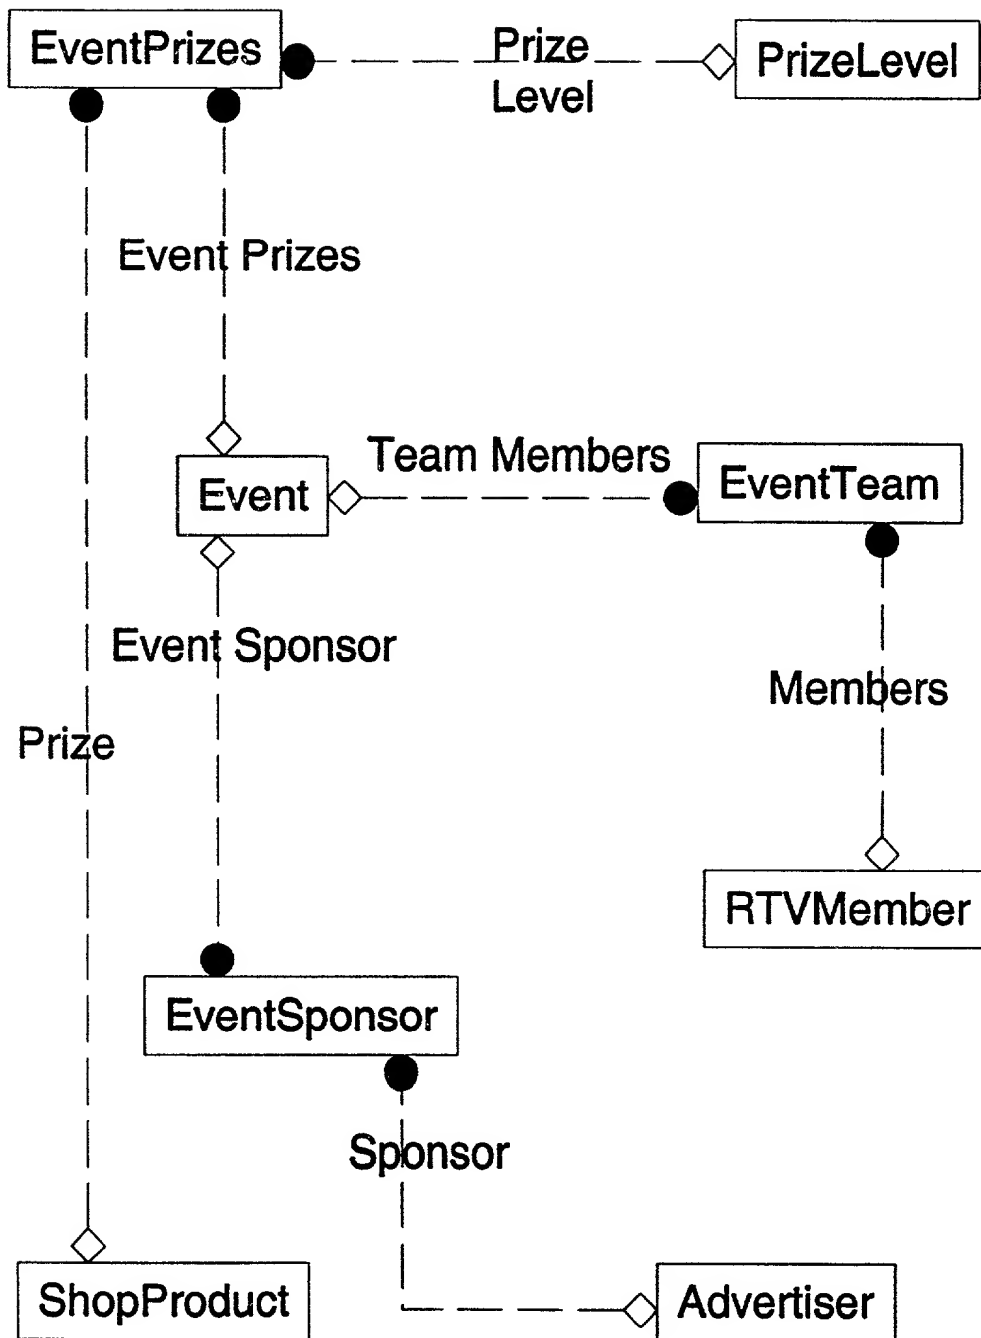 EventPrizes
Prize
Level
PrizeLevel
Event Prizes
Event
Team Members
EventTeam
Event Sponsor
Members
Prize
RTVMember
EventSponsor
Sponsor
ShopProduct
Advertiser